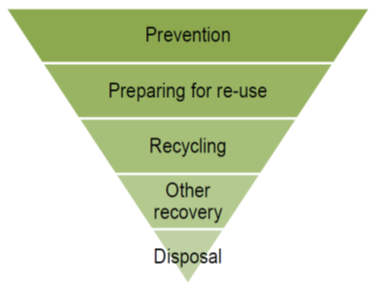 Prevention
Preparing for re-use
Recycling
Other
recovery
Disposal